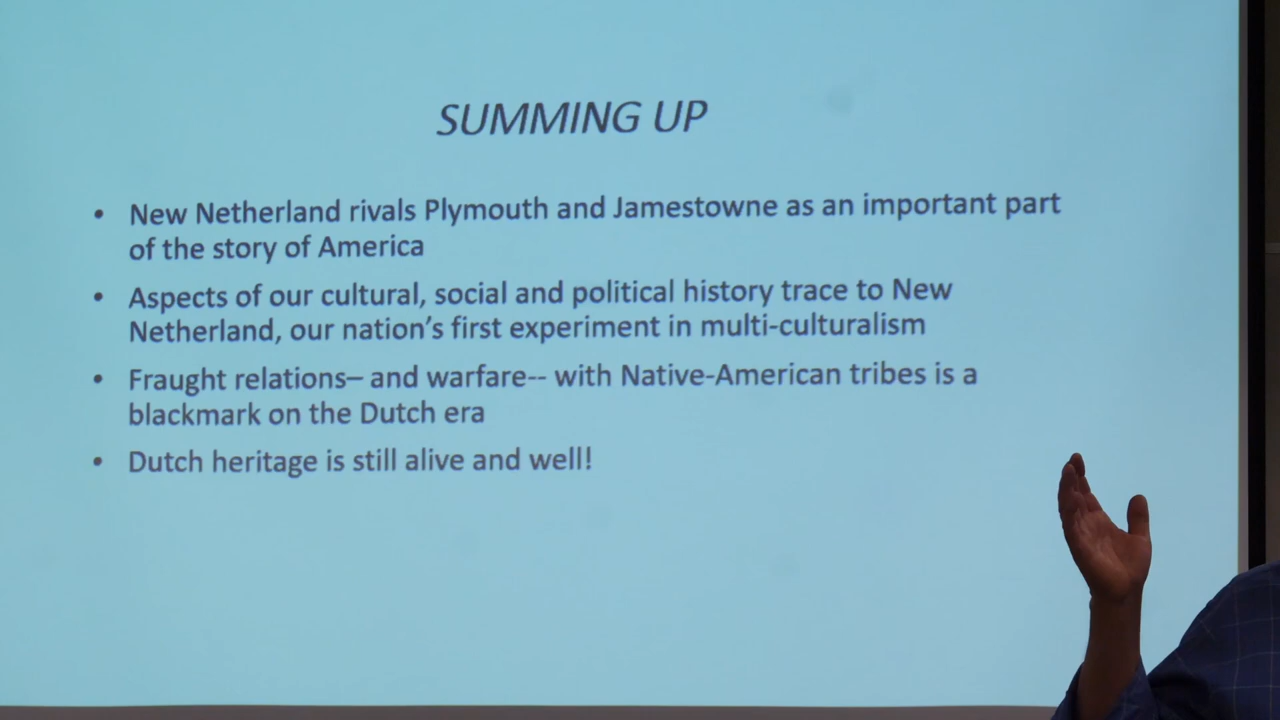 SUMMING UP
• New Netherland rivals Plymouth and Jamestowne as an important part
of the story of America
• Aspects of our cultural, social and political history trace to New
Netherland, our nation's first experiment in multi-culturalism
• Fraught relations– and warfare-- with Native-American tribes is a
blackmark on the Dutch era
• Dutch heritage is still alive and well!